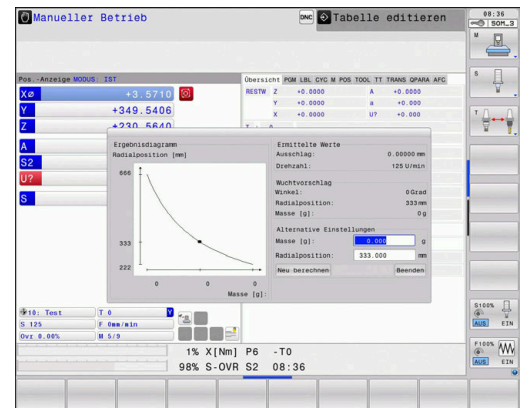 Manueller Betrieb
DNC
Tabelle editieren
08:36
SOM_3
Pos.-Anzeige MODUS: IST
Übersicht PGM LBL CYC M POS TOOL TT TRANS QPARA AFC
X +3.5710
Y +349.5406
Z +230.5640
A
S2
U?
S
RESTW Z +0.0000 A +0.0000
Y +0.0000 a +0.000
X +0.0000 U? +0.000
Ergebnisdiagramm
Radialposition [mm]
666
333
222
0 0 0
Masse [g]:
Ermittelte Werte
Ausschlag: 0.00000 mm
Drehzahl: 125 U/min
Wuchtvorschlag
Winkel: 0 Grad
Radialposition: 333 mm
Masse [g]: 0 g
Alternative Einstellungen
Masse [g]: 0.000 g
Radialposition: 333.000 mm
Neu berechnen Beenden
10: Test T 0 Y
S 125 F 0mm/min
Ovr 0.00% M 5/9
1% X[Nm] P6 -T0
98% S-OVR S2 08:36
M
S
T
S100%
AUS EIN
F100%
AUS EIN